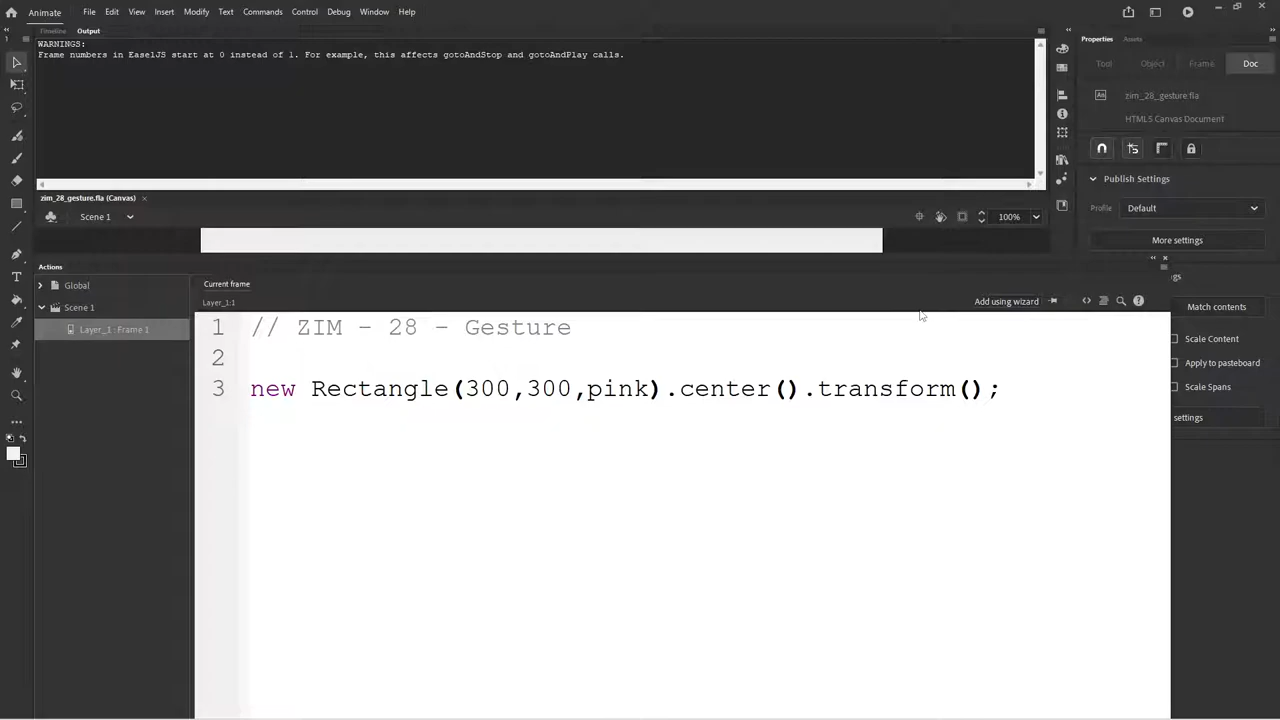 Animate
File
Edit
View
Insert
Modify
Text
Commands
Control
Debug
Window
Help
Timeline
Output
WARNINGS:
Frame numbers in EaselJS start at 0 instead of 1. For example, this affects gotoAndStop and gotoAndPlay calls.
zim_28_gesture.fla (Canvas)
Scene 1
100%
Actions
Global
Scene 1
Layer_1 : Frame 1
Current frame
Layer_1:1
Add using wizard
1 // ZIM - 28 - Gesture
2
3 new Rectangle(300,300,pink).center().transform();
Properties
Assets
Tool
Object
Frame
Doc
zim_28_gesture.fla
HTML5 Canvas Document
Publish Settings
Profile
Default
More settings
gs
Match contents
Scale Content
Apply to pasteboard
Scale Spans
settings